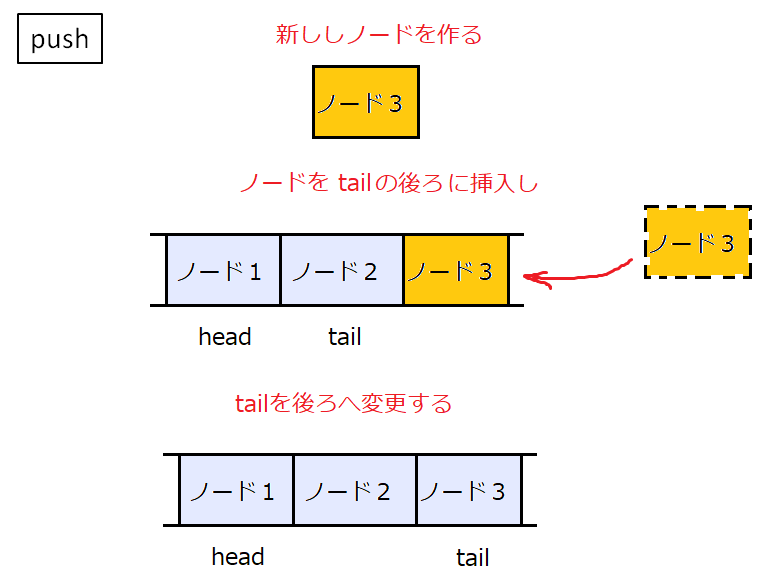 push
新ししノードを作る
ノード３
ノードを tailの後ろに挿入し
ノード３
ノード１ ノード２ ノード３
head tail
tailを後ろへ変更する
ノード１ ノード２ ノード３
head tail